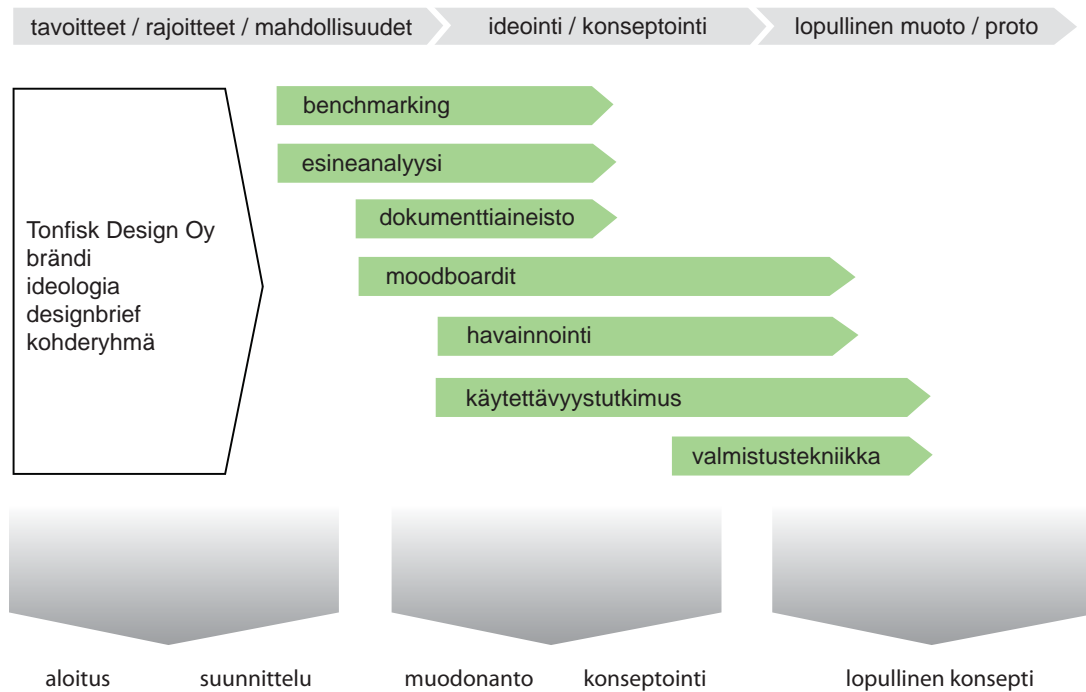 tavoitteet / rajoitteet / mahdollisuudet
ideointi / konseptointi
lopullinen muoto / proto
benchmarking
esineanalyysi
dokumenttiaineisto
moodboardit
havainnointi
käytettävyystutkimus
valmistustekniikka
Tonfisk Design Oy
brändi
ideologia
designbrief
kohderyhmä
aloitus
suunnittelu
muodonanto
konseptointi
lopullinen konsepti